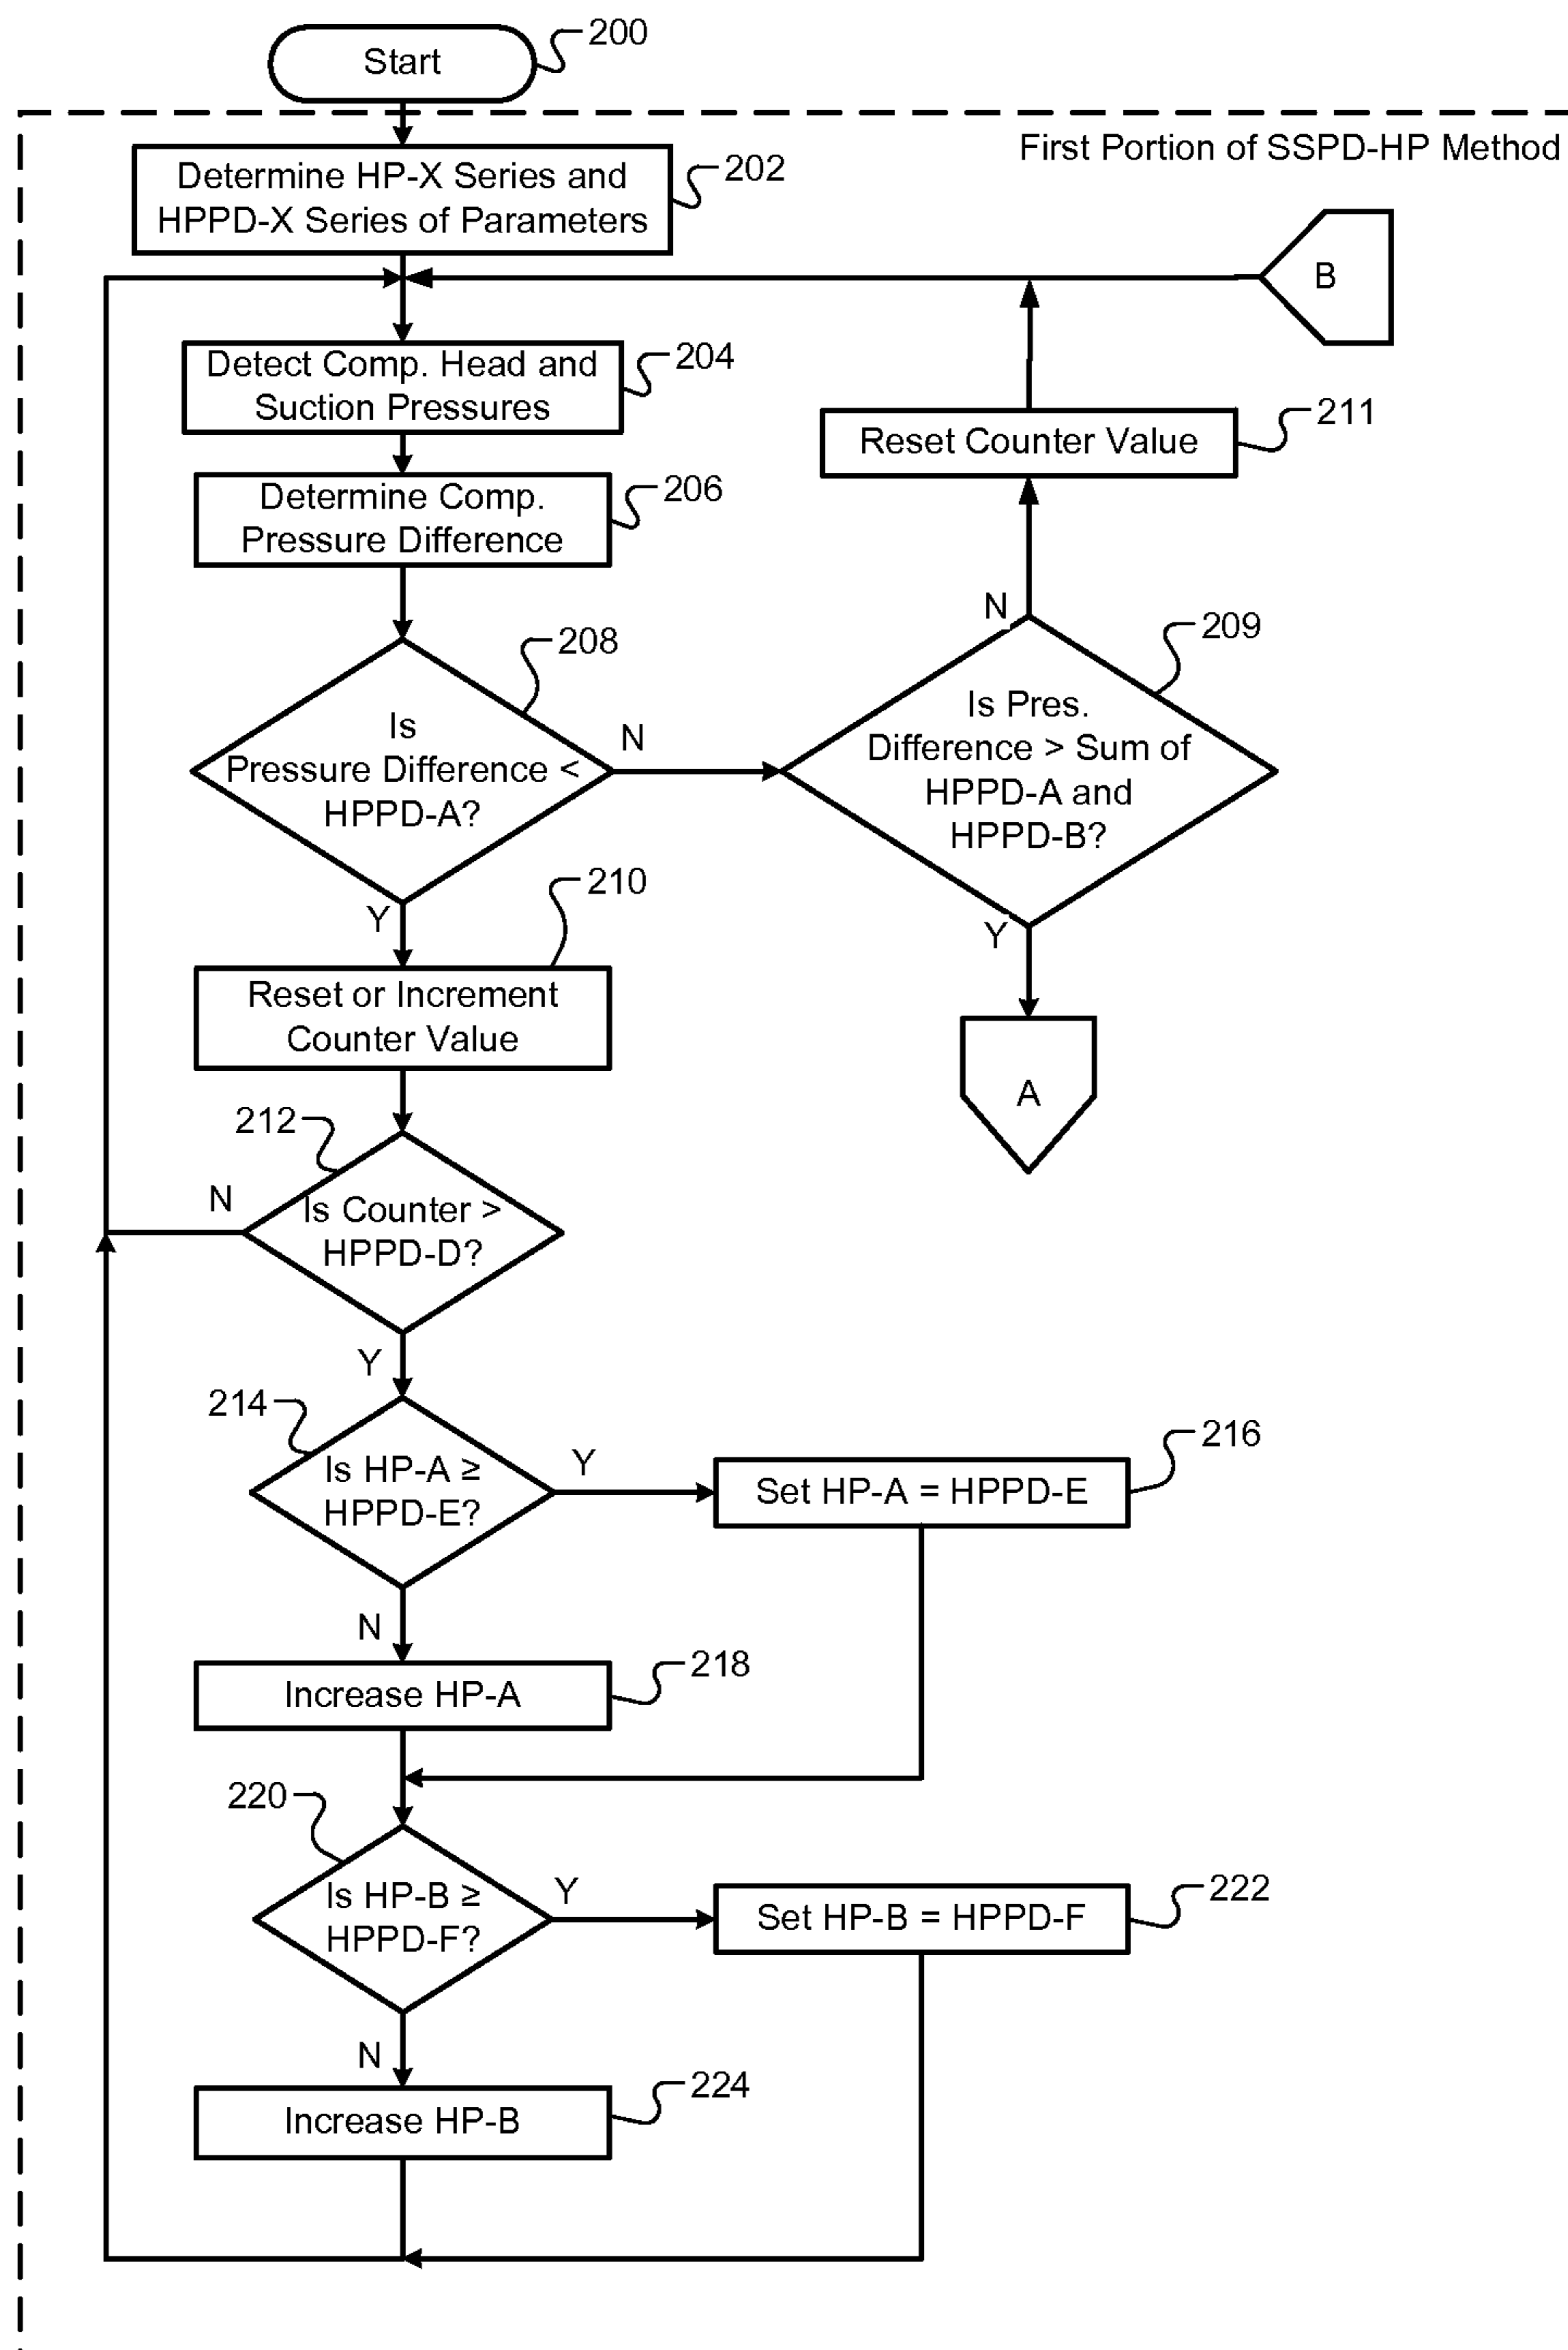 Start
200
First Portion of SSPD-HP Method
Determine HP-X Series and
HPPD-X Series of Parameters
202
B
Detect Comp. Head and
Suction Pressures
204
Reset Counter Value
211
Determine Comp.
Pressure Difference
206
Is
Pressure Difference <
HPPD-A?
208
N
Y
Is Pres.
Difference > Sum of
HPPD-A and
HPPD-B?
209
N
Y
A
Reset or Increment
Counter Value
210
Is Counter >
HPPD-D?
212
N
Y
Is HP-A ≥
HPPD-E?
214
Y
N
Set HP-A = HPPD-E
216
Increase HP-A
218
Is HP-B ≥
HPPD-F?
220
Y
N
Set HP-B = HPPD-F
222
Increase HP-B
224